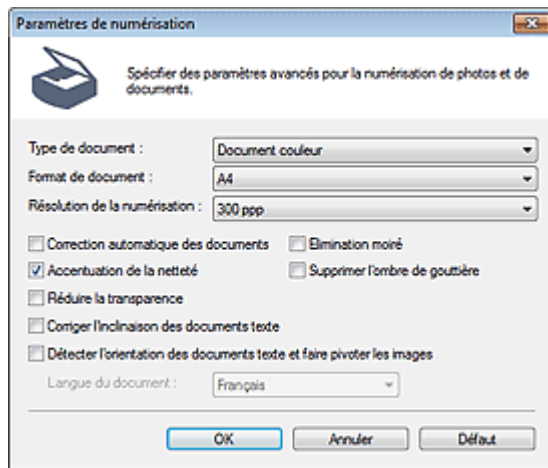 Paramètres de numérisation
Spécifier des paramètres avancés pour la numérisation de photos et de
documents.
Type de document : Document couleur
Format de document : A4
Résolution de la numérisation : 300 ppp
Correction automatique des documents Elimination moiré
Accentuation de la netteté Supprimer l'ombre de gouttière
Réduire la transparence
Corriger l'inclinaison des documents texte
Détecter l'orientation des documents texte et faire pivoter les images
Langue du document : Français
OK Annuler Défaut